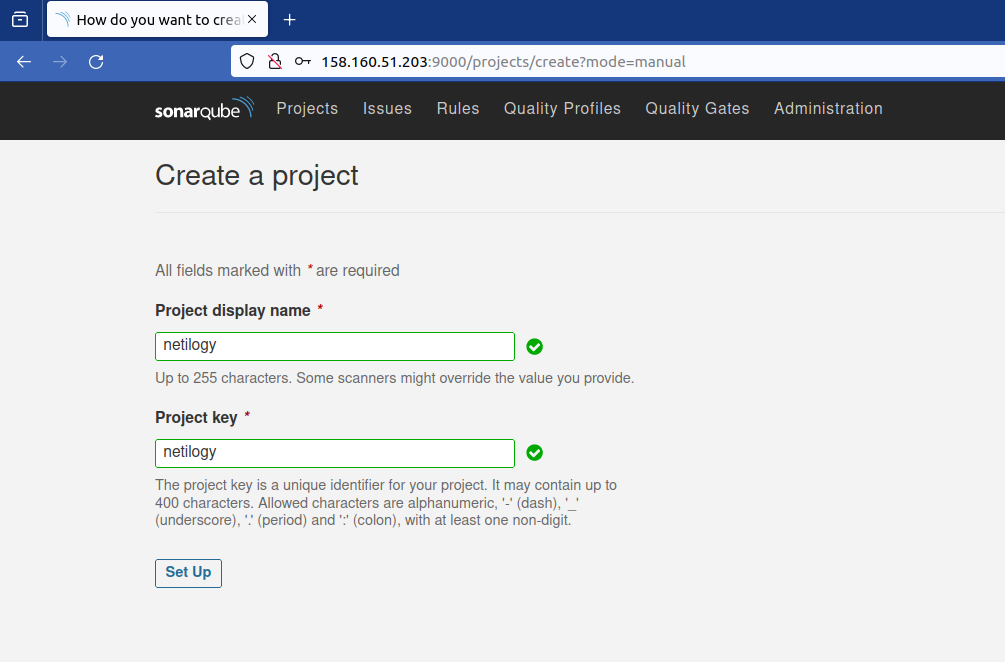 How do you want to crea
158.160.51.203:9000/projects/create?mode=manual
sonarqube Projects Issues Rules Quality Profiles Quality Gates Administration
Create a project
All fields marked with * are required
Project display name *
netilogy
Up to 255 characters. Some scanners might override the value you provide.
Project key *
netilogy
The project key is a unique identifier for your project. It may contain up to
400 characters. Allowed characters are alphanumeric, '-' (dash), '_'
(underscore), '.' (period) and ':' (colon), with at least one non-digit.
Set Up